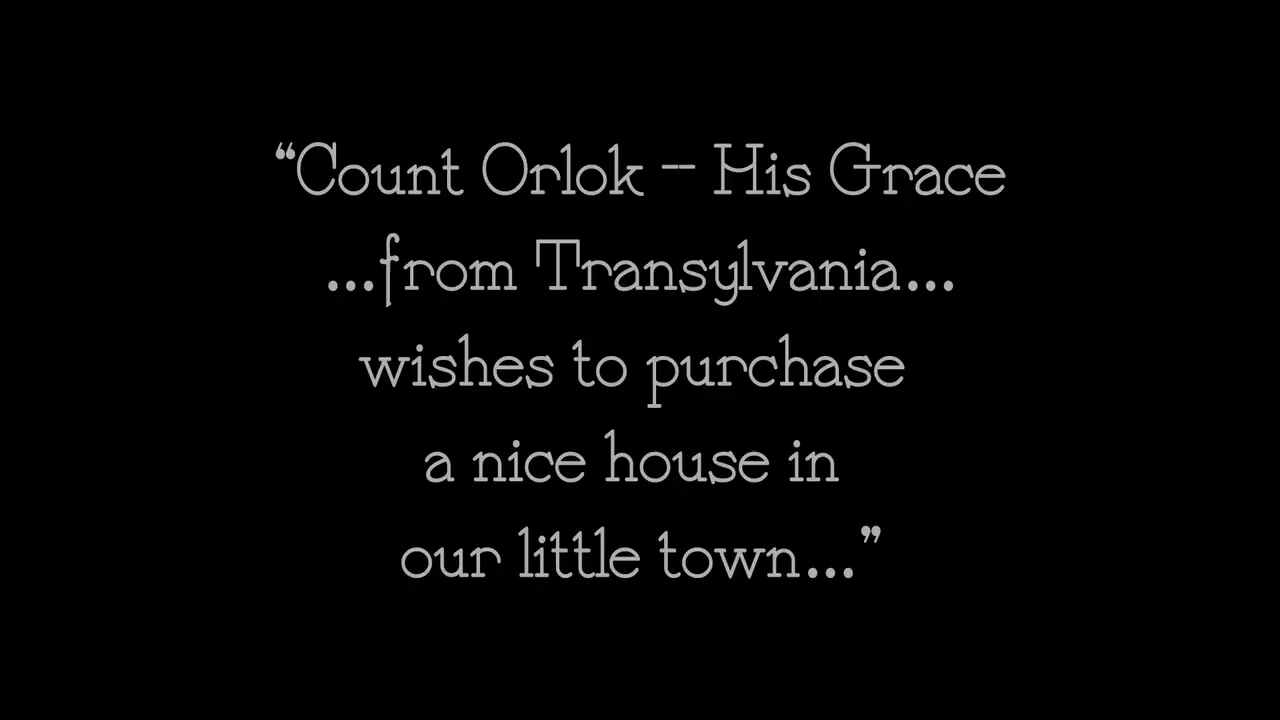 “Count Orlok -- His Grace
...from Transylvania...
wishes to purchase
a nice house in
our little town...”